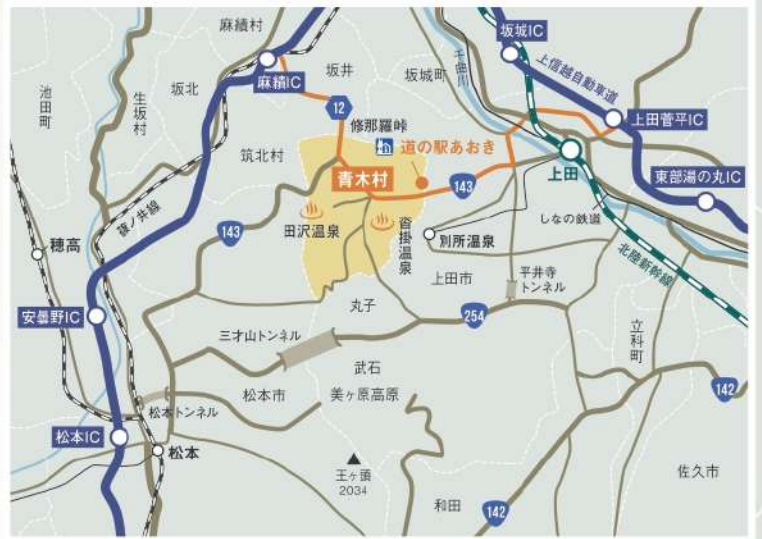 麻績村
坂城IC
千曲川
上信越自動車道
坂井
坂城町
麻績IC
坂北
池田町
生坂村
12
修那羅峠
上田菅平IC
道の駅あおき
筑北村
上田
青木村
143
東部湯の丸IC
篠ノ井線
しなの鉄道
143
田沢温泉
沓掛温泉
別所温泉
穂高
北陸新幹線
上田市
平井寺
トンネル
丸子
安曇野IC
254
立科町
三才山トンネル
武石
松本市
美ヶ原高原
142
松本トンネル
松本IC
松本
王ヶ頭
2034
佐久市
和田
142